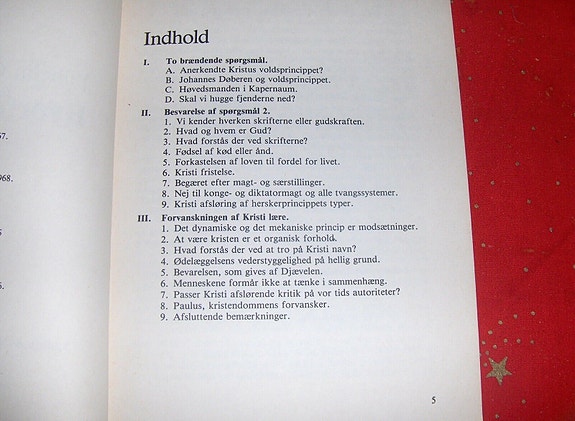 57.
968.
5
6.
Indhold
I. To brændende spørgsmål.
A. Anerkendte Kristus voldsprincippet?
B. Johannes Døberen og voldsprincippet.
C. Høvedsmanden i Kapernaum.
D. Skal vi hugge fjenderne ned?
II. Besvarelse af spørgsmål 2.
1. Vi kender hverken skrifterne eller gudskraften.
2. Hvad og hvem er Gud?
3. Hvad forstås der ved skrifterne?
4. Fødsel af kød eller ånd.
5. Forkastelsen af loven til fordel for livet.
6. Kristi fristelse.
7. Begæret efter magt- og særstillinger.
8. Nej til konge- og diktatormagt og alle tvangssystemer.
9. Kristi afsløring af herskerprincippets typer.
III. Forvanskningen af Kristi lære.
1. Det dynamiske og det mekaniske princip er modsætninger.
2. At være kristen er et organisk forhold.
3. Hvad forstås der ved at tro på Kristi navn?
4. Ødelæggelsens vederstyggelighed på hellig grund.
5. Bevarelsen, som gives af Djævelen.
6. Menneskene formår ikke at tænke i sammenhæng.
7. Passer Kristi afslørende kritik på vor tids autoriteter?
8. Paulus, kristendommens forvansker.
9. Afsluttende bemærkninger.
5